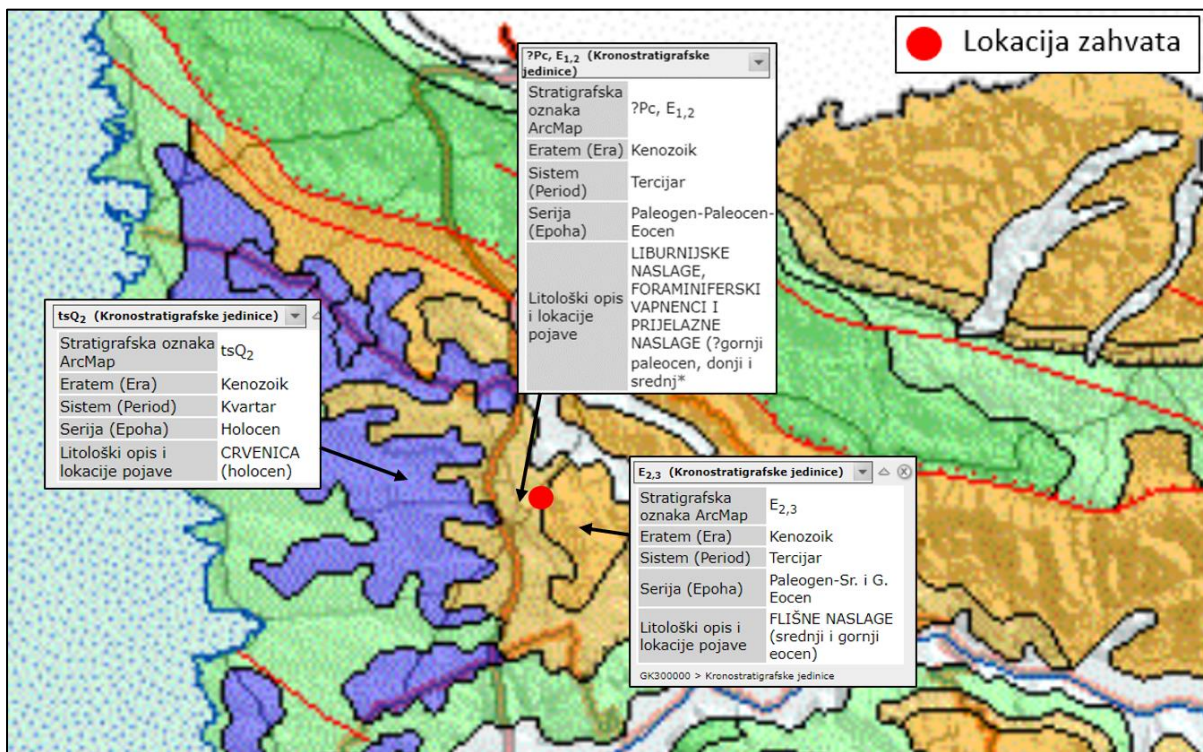 Lokacija zahvata
?Pc, E1,2 (Kronostratigrafske
jedinice)
Stratigrafska
oznaka
ArcMap
?Pc, E1,2
Eratem (Era)
Kenozoik
Sistem
(Period)
Tercijar
Serija
(Epoha)
Paleogen-Paleocen-
Eocen
Litološki opis
i lokacije
pojave
LIBURNIJSKE
NASLAGE,
FORAMINIFERSKI
VAPNENCI I
PRIJELAZNE
NASLAGE (?gornji
paleocen, donji i
srednj*
tsQ2 (Kronostratigrafske jedinice)
Stratigrafska oznaka
ArcMap
tsQ2
Eratem (Era)
Kenozoik
Sistem (Period)
Kvartar
Serija (Epoha)
Holocen
Litološki opis i
lokacije pojave
CRVENICA
(holocen)
E2,3 (Kronostratigrafske jedinice)
Stratigrafska
oznaka ArcMap
E2,3
Eratem (Era)
Kenozoik
Sistem (Period)
Tercijar
Serija (Epoha)
Paleogen-Sr. i G.
Eocen
Litološki opis i
lokacije pojave
FLIŠNE NASLAGE
(srednji i gornji
eocen)
GK300000 > Kronostratigrafske jedinice